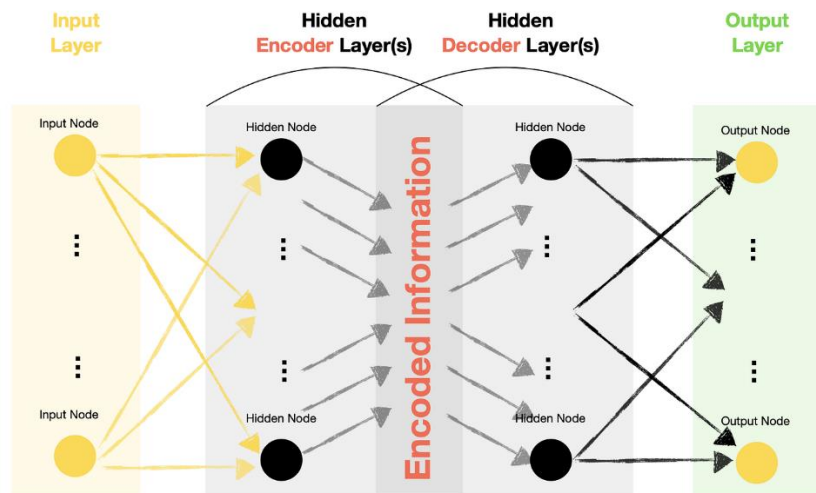 Input
Layer
Hidden
Encoder Layer(s)
Hidden
Decoder Layer(s)
Output
Layer
Input Node
Hidden Node
Hidden Node
Output Node
...
...
...
...
Encoded Information
...
...
...
...
Input Node
Hidden Node
Hidden Node
Output Node